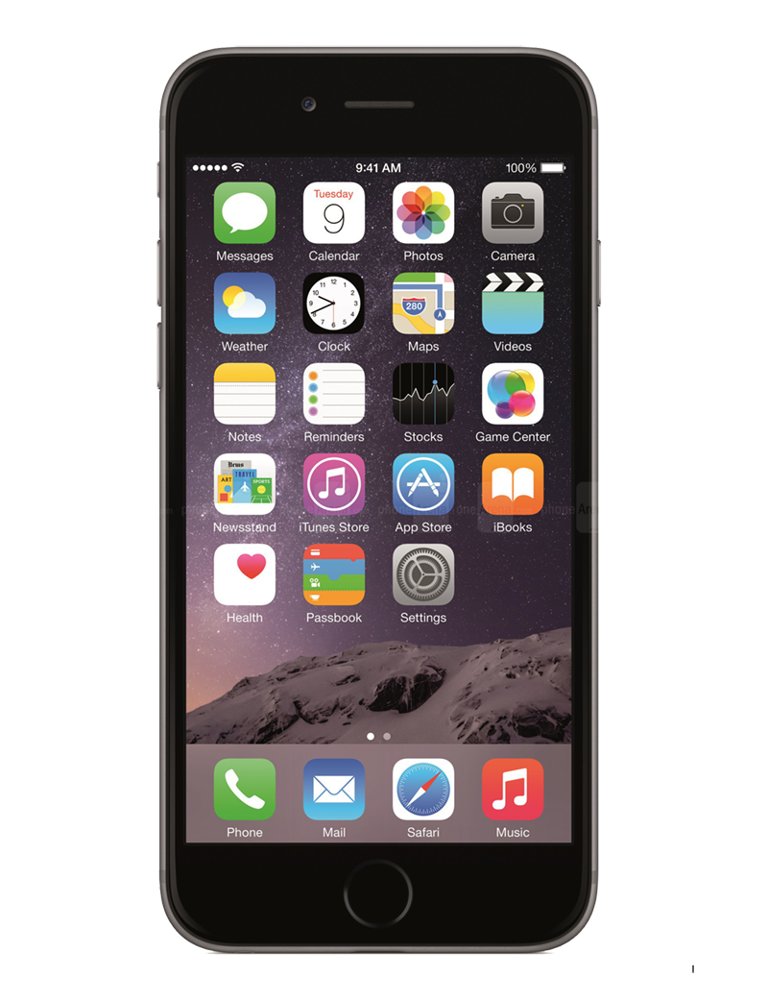 9:41 AM 100%
Tuesday
9
Messages Calendar Photos Camera
280
Weather Clock Maps Videos
Notes Reminders Stocks Game Center
News
ART TRAVEL SPORTS
Newsstand iTunes Store App Store iBooks
Health Passbook Settings
Phone Mail Safari Music